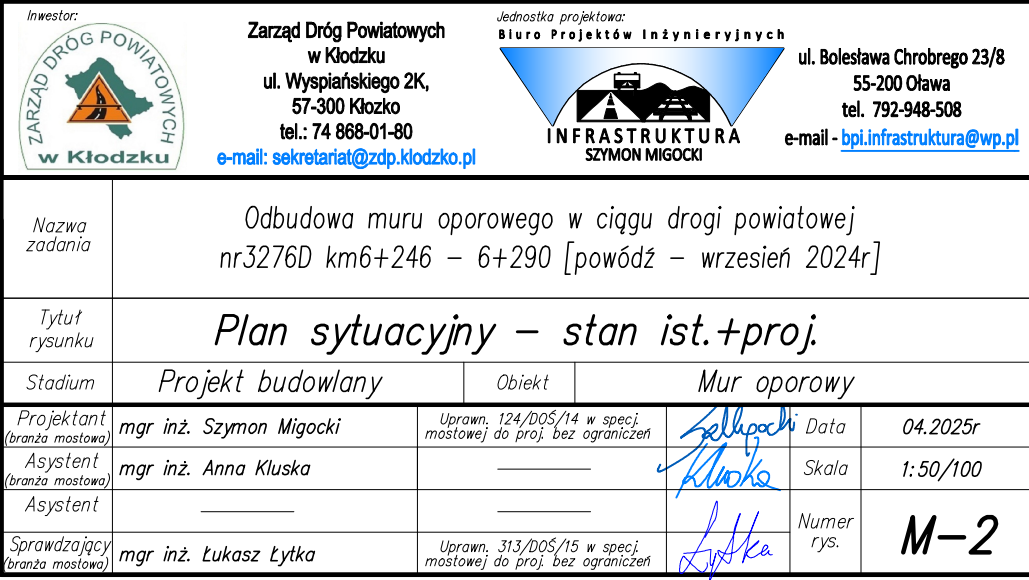 Inwestor:
ZARZĄD DRÓG POWIATOWYCH
w Kłodzku
Zarząd Dróg Powiatowych
w Kłodzku
ul. Wyspiańskiego 2K,
57-300 Kłozko
tel.: 74 868-01-80
e-mail: sekretariat@zdp.klodzko.pl
Jednostka projektowa:
Biuro Projektów Inżynieryjnych
INFRASTRUKTURA
SZYMON MIGOCKI
ul. Bolesława Chrobrego 23/8
55-200 Oława
tel. 792-948-508
e-mail - bpi.infrastruktura@wp.pl
Nazwa
zadania
Odbudowa muru oporowego w ciągu drogi powiatowej
nr3276D km6+246 – 6+290 [powódź – wrzesień 2024r]
Tytuł
rysunku
Plan sytuacyjny – stan ist.+proj.
Stadium
Projekt budowlany
Obiekt
Mur oporowy
Projektant
(branża mostowa)
mgr inż. Szymon Migocki
Uprawn. 124/DOŚ/14 w specj.
mostowej do proj. bez ograniczeń
Data
04.2025r
Asystent
(branża mostowa)
mgr inż. Anna Kluska
Kluska
Skala
1:50/100
Asystent
Numer
rys.
M-2
Sprawdzający
(branża mostowa)
mgr inż. Łukasz Łytka
Uprawn. 313/DOŚ/15 w specj.
mostowej do proj. bez ograniczeń
Łytka